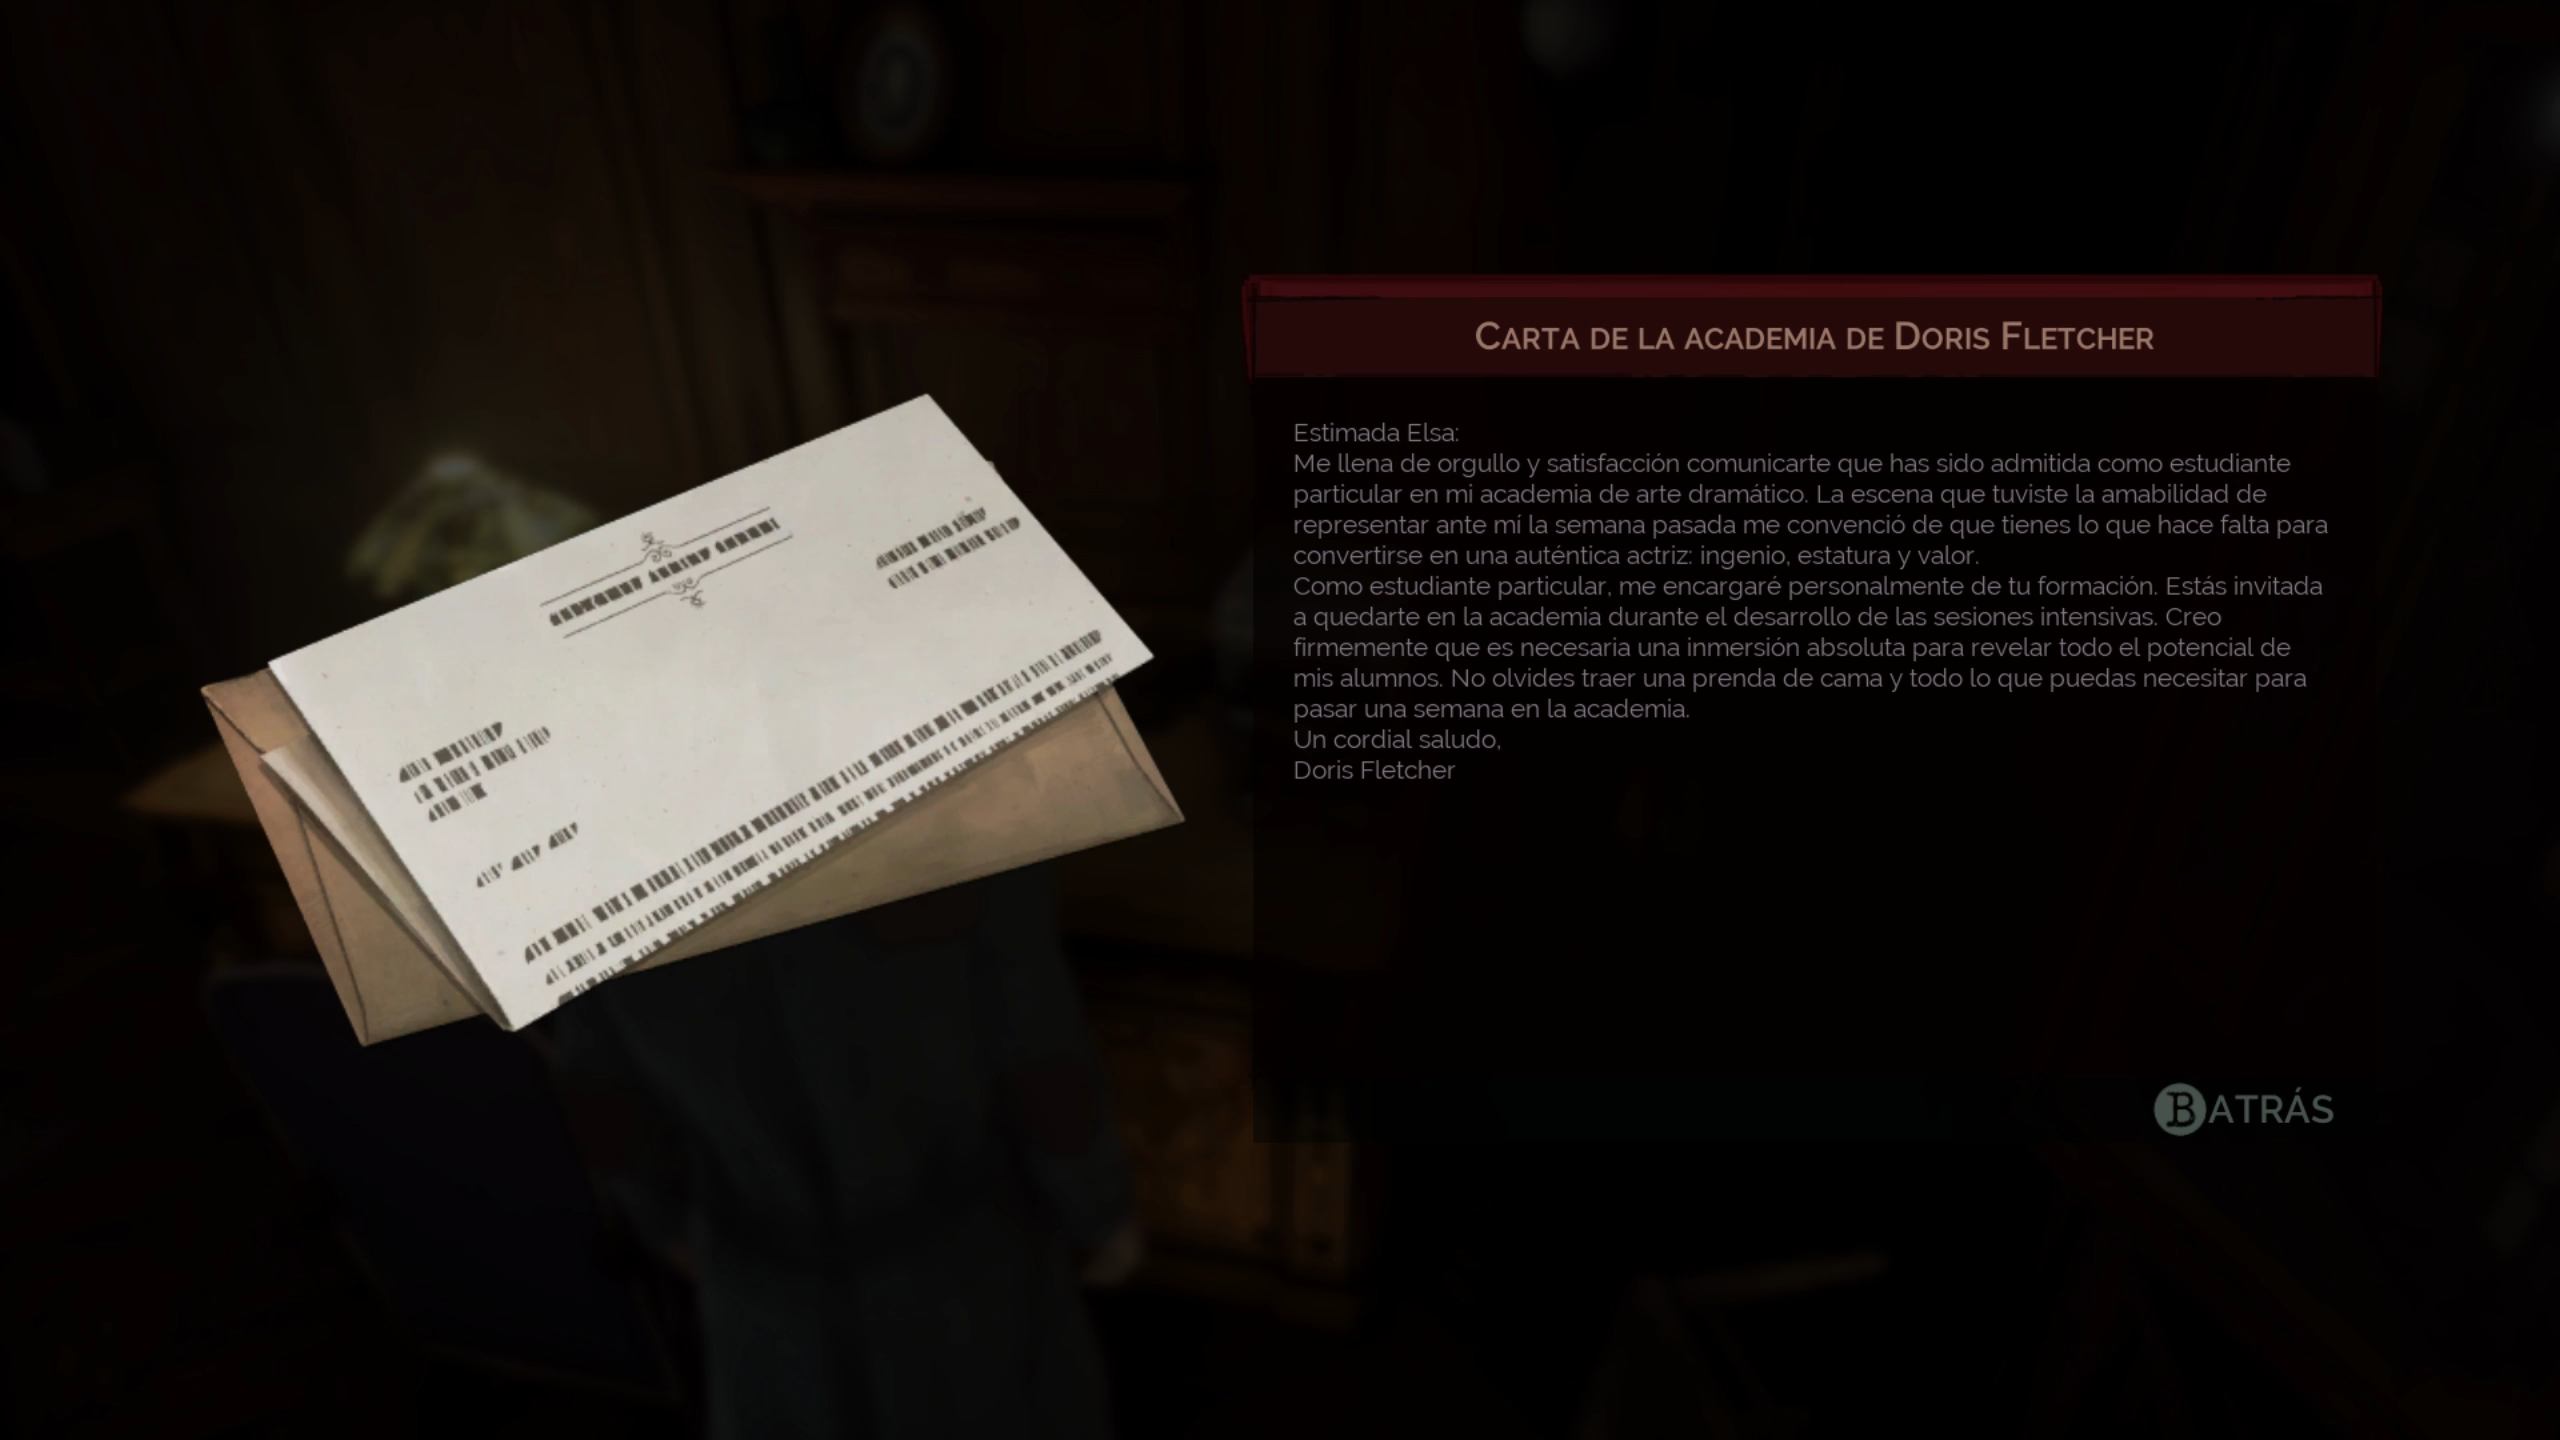 CARTA DE LA ACADEMIA DE DORIS FLETCHER
Estimada Elsa:
Me llena de orgullo y satisfacción comunicarte que has sido admitida como estudiante
particular en mi academia de arte dramático. La escena que tuviste la amabilidad de
representar ante mí la semana pasada me convenció de que tienes lo que hace falta para
convertirse en una auténtica actriz: ingenio, estatura y valor.
Como estudiante particular, me encargaré personalmente de tu formación. Estás invitada
a quedarte en la academia durante el desarrollo de las sesiones intensivas. Creo
firmemente que es necesaria una inmersión absoluta para revelar todo el potencial de
mis alumnos. No olvides traer una prenda de cama y todo lo que puedas necesitar para
pasar una semana en la academia.
Un cordial saludo,
Doris Fletcher
B ATRÁS